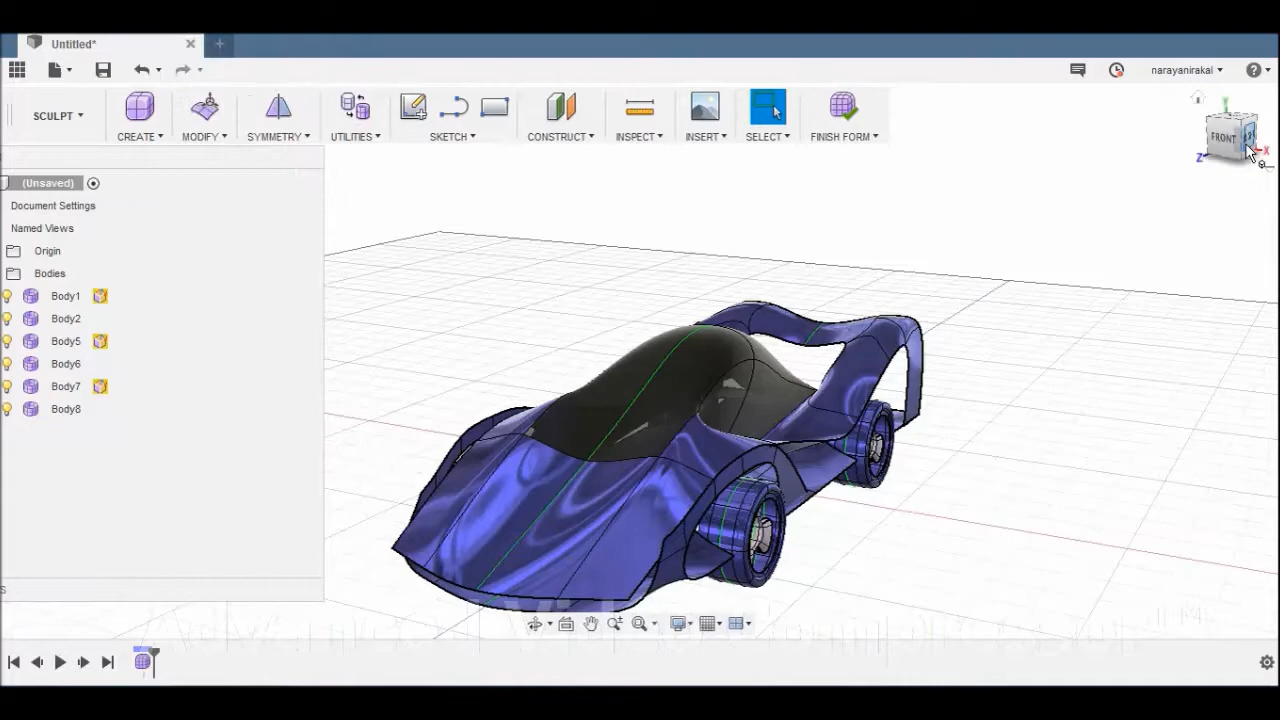 Untitled*
narayanirakal
SCULPT
CREATE
MODIFY
SYMMETRY
UTILITIES
SKETCH
CONSTRUCT
INSPECT
INSERT
SELECT
FINISH FORM
FRONT
X
Y
Z
(Unsaved)
Document Settings
Named Views
Origin
Bodies
Body1
Body2
Body5
Body6
Body7
Body8